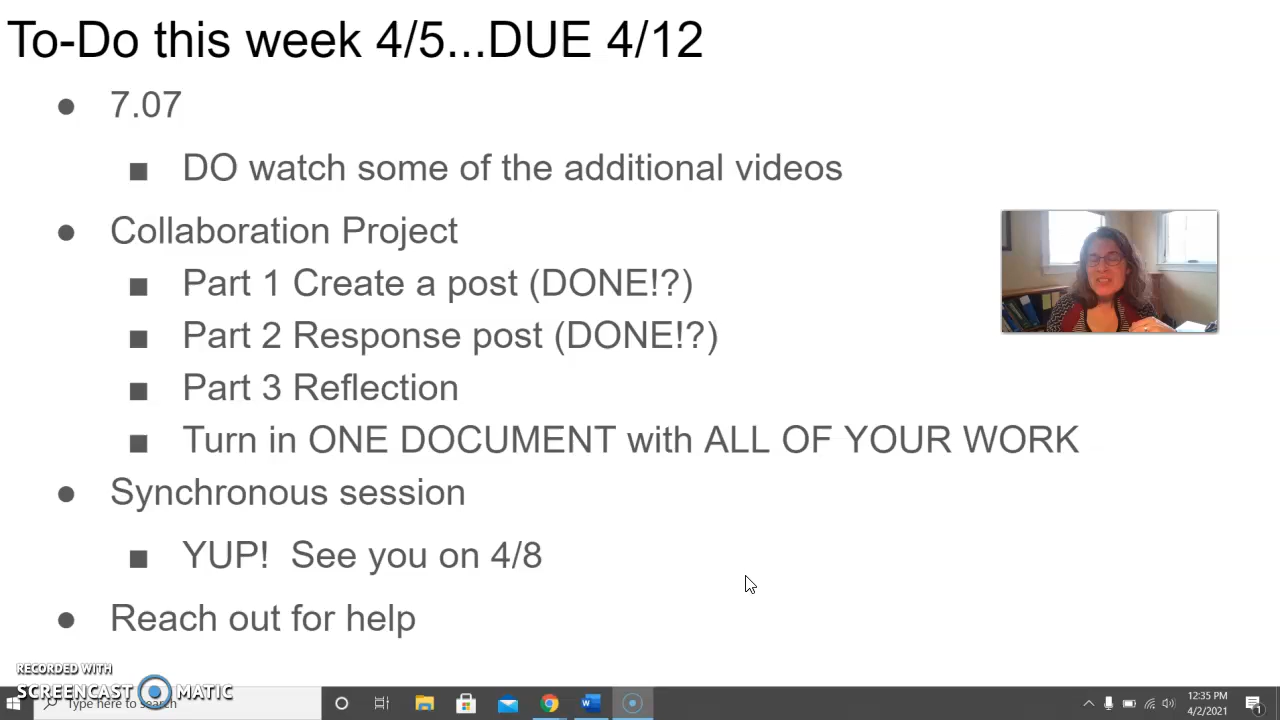 To-Do this week 4/5...DUE 4/12
● 7.07
■ DO watch some of the additional videos
● Collaboration Project
■ Part 1 Create a post (DONE!?)
■ Part 2 Response post (DONE!?)
■ Part 3 Reflection
■ Turn in ONE DOCUMENT with ALL OF YOUR WORK
● Synchronous session
■ YUP!  See you on 4/8
● Reach out for help
RECORDED WITH
SCREENCAST MATIC
Type here to search
W
12:35 PM
4/2/2021
1